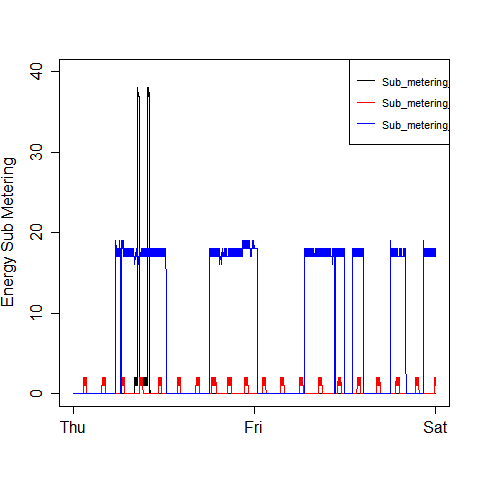 Energy Sub Metering
40
30
20
10
0
Thu Fri Sat
Sub_metering_
Sub_metering_
Sub_metering_